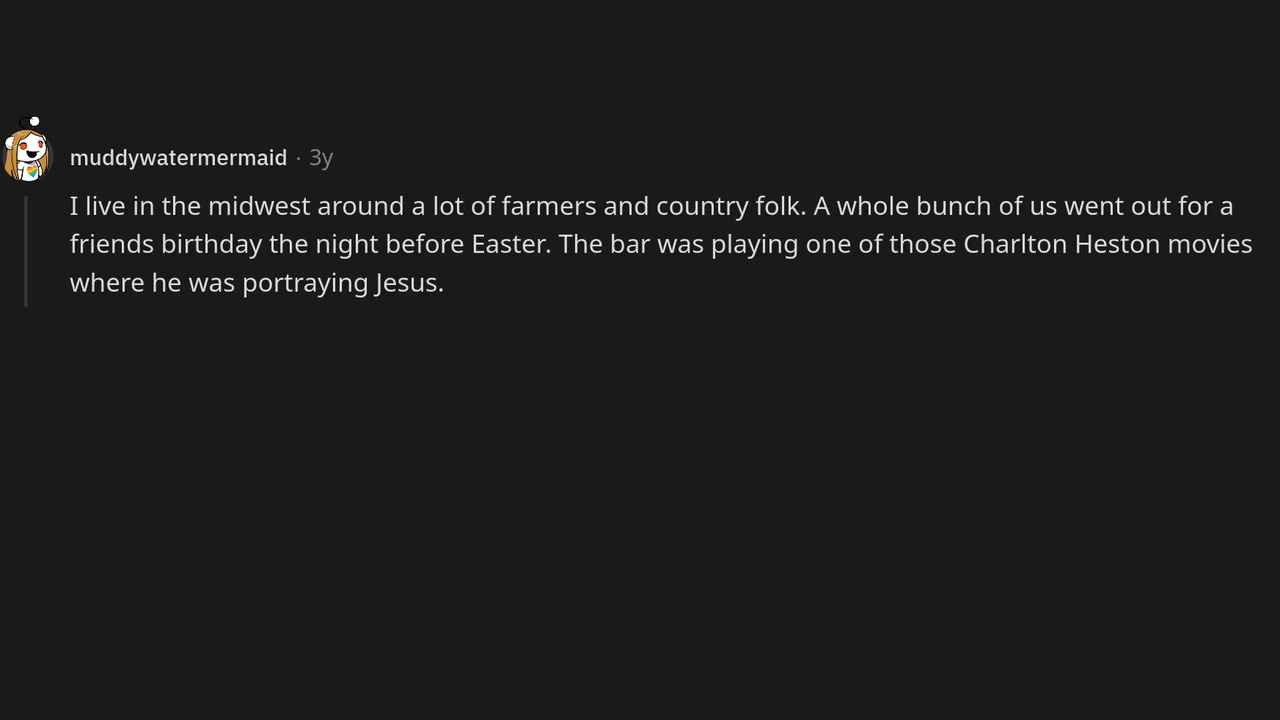 muddywatermermaid · 3y
I live in the midwest around a lot of farmers and country folk. A whole bunch of us went out for a
friends birthday the night before Easter. The bar was playing one of those Charlton Heston movies
where he was portraying Jesus.